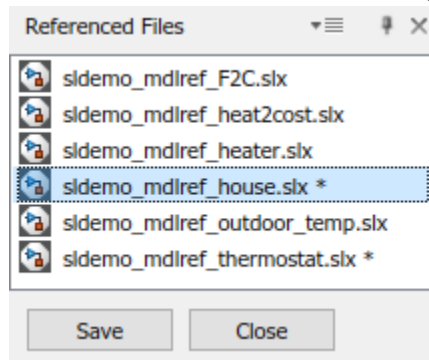 Referenced Files
sldemo_mdlref_F2C.slx
sldemo_mdlref_heat2cost.slx
sldemo_mdlref_heater.slx
sldemo_mdlref_house.slx *
sldemo_mdlref_outdoor_temp.slx
sldemo_mdlref_thermostat.slx *
Save Close